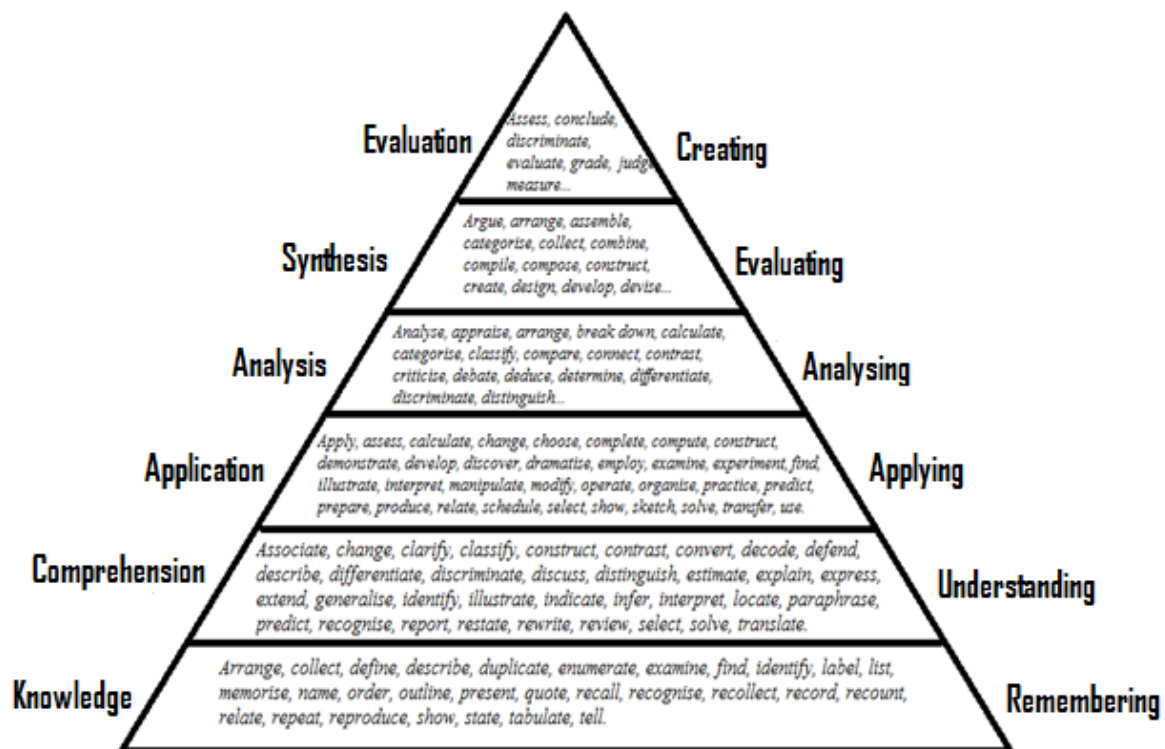 Assess, conclude,
discriminate,
Evaluation
Creating
evaluate, grade, judge,
measure...
Argue, arrange, assemble,
categorise, collect, combine,
Synthesis
Evaluating
compile, compose, construct,
create, design, develop, devise...
Analyse, appraise, arrange, break down, calculate,
categorise, classify, compare, connect, contrast,
Analysis
Analysing
criticise, debate, deduce, determine, differentiate,
discriminate, distinguish...
Apply, assess, calculate, change, choose, complete, compute, construct,
demonstrate, develop, discover, dramatise, employ, examine, experiment, find,
Application
Applying
illustrate, interpret, manipulate, modify, operate, organise, practice, predict,
prepare, produce, relate, schedule, select, show, sketch, solve, transfer, use.
Associate, change, clarify, classify, construct, contrast, convert, decode, defend,
Comprehension
describe, differentiate, discriminate, discuss, distinguish, estimate, explain, express,
Understanding
extend, generalise, identify, illustrate, indicate, infer, interpret, locate, paraphrase,
predict, recognise, report, restate, rewrite, review, select, solve, translate.
Arrange, collect, define, describe, duplicate, enumerate, examine, find, identify, label, list,
Knowledge
memorise, name, order, outline, present, quote, recall, recognise, recollect, record, recount,
Remembering
relate, repeat, reproduce, show, state, tabulate, tell.